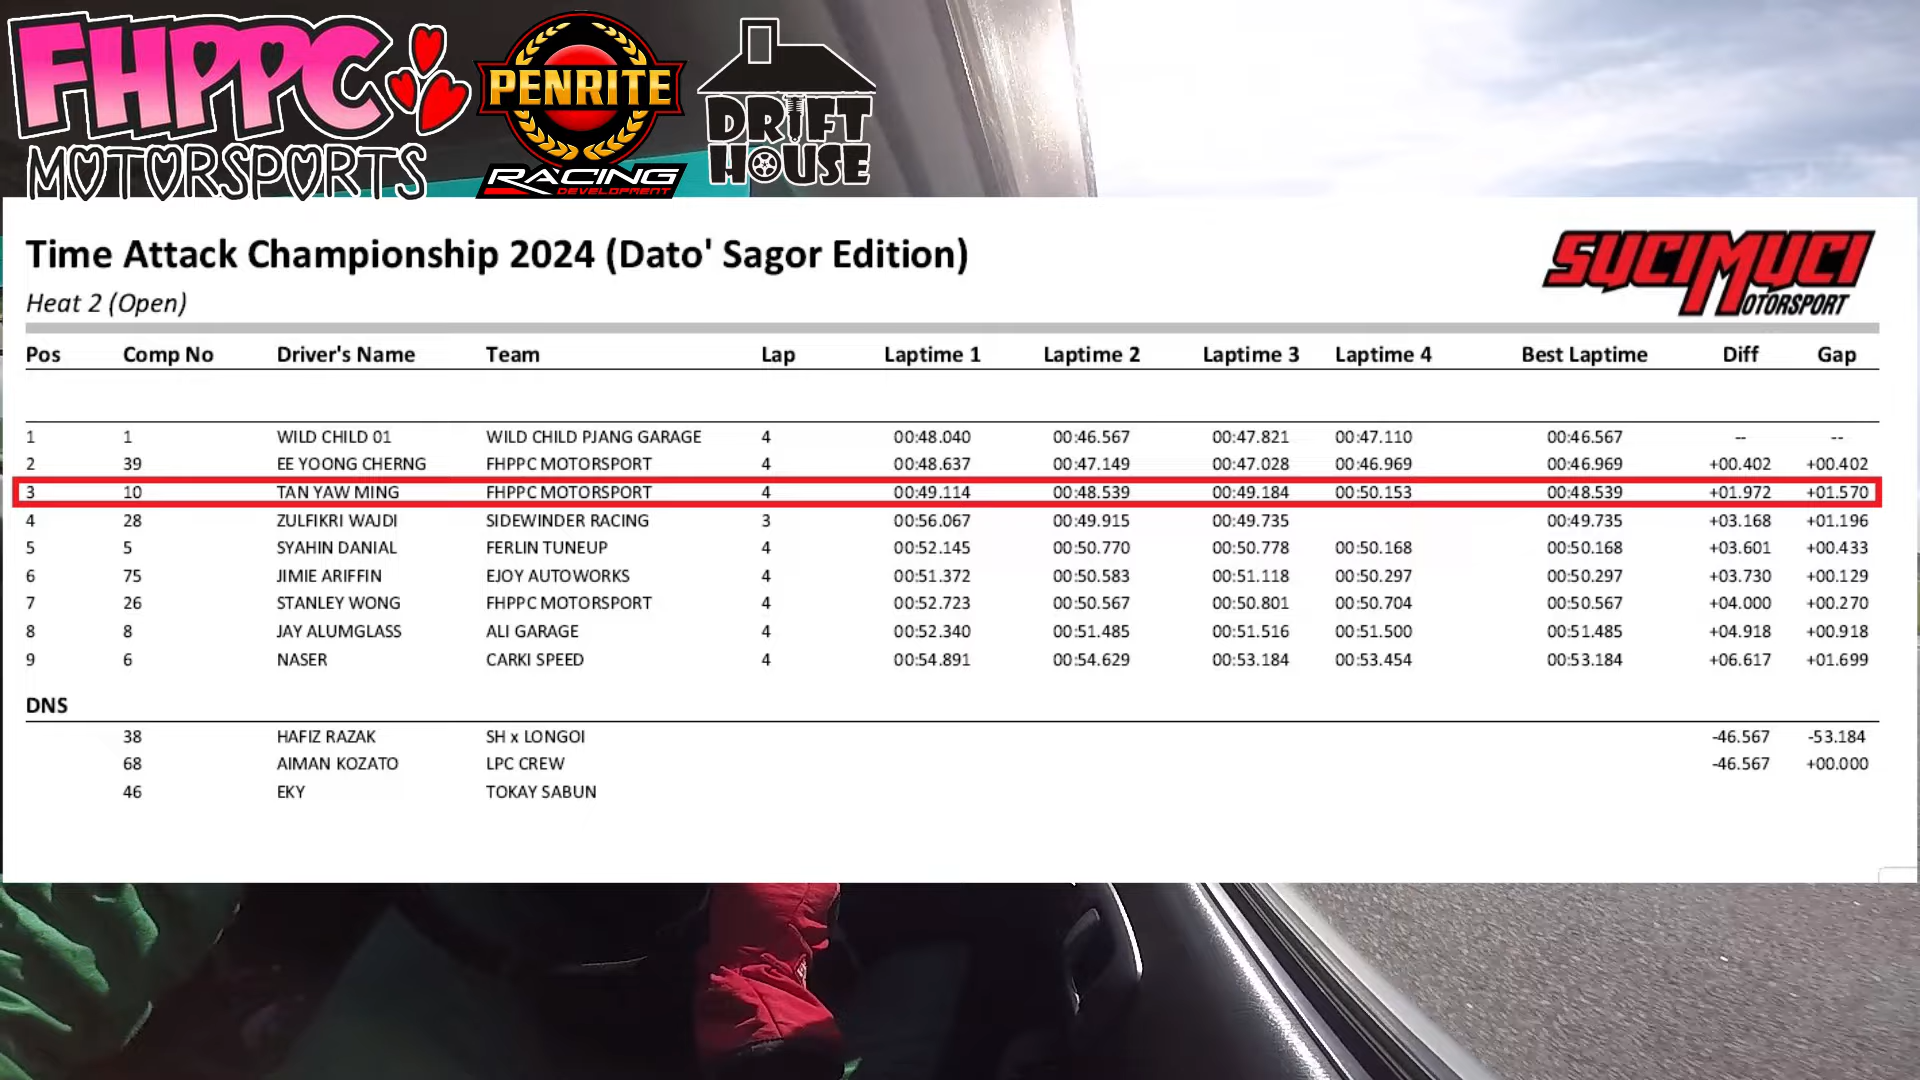 FHPPC
MOTORSPORTS
PENRITE
RACING
DEVELOPMENT
DRIFT
HOUSE
Time Attack Championship 2024 (Dato' Sagor Edition)
SUCIMUCI
MOTORSPORT
Heat 2 (Open)
Pos Comp No Driver's Name Team Lap Laptime 1 Laptime 2 Laptime 3 Laptime 4 Best Laptime Diff Gap
1 1 WILD CHILD 01 WILD CHILD PJANG GARAGE 4 00:48.040 00:46.567 00:47.821 00:47.110 00:46.567 -- --
2 39 EE YOONG CHERNG FHPPC MOTORSPORT 4 00:48.637 00:47.149 00:47.028 00:46.969 00:46.969 +00.402 +00.402
3 10 TAN YAW MING FHPPC MOTORSPORT 4 00:49.114 00:48.539 00:49.184 00:50.153 00:48.539 +01.972 +01.570
4 28 ZULFIKRI WAJDI SIDEWINDER RACING 3 00:56.067 00:49.915 00:49.735 00:49.735 +03.168 +01.196
5 5 SYAHIN DANIAL FERLIN TUNEUP 4 00:52.145 00:50.770 00:50.778 00:50.168 00:50.168 +03.601 +00.433
6 75 JIMIE ARIFFIN EJOY AUTOWORKS 4 00:51.372 00:50.583 00:51.118 00:50.297 00:50.297 +03.730 +00.129
7 26 STANLEY WONG FHPPC MOTORSPORT 4 00:52.723 00:50.567 00:50.801 00:50.704 00:50.567 +04.000 +00.270
8 8 JAY ALUMGLASS ALI GARAGE 4 00:52.340 00:51.485 00:51.516 00:51.500 00:51.485 +04.918 +00.918
9 6 NASER CARKI SPEED 4 00:54.891 00:54.629 00:53.184 00:53.454 00:53.184 +06.617 +01.699
DNS
38 HAFIZ RAZAK SH x LONGOI -46.567 -53.184
68 AIMAN KOZATO LPC CREW -46.567 +00.000
46 EKY TOKAY SABUN